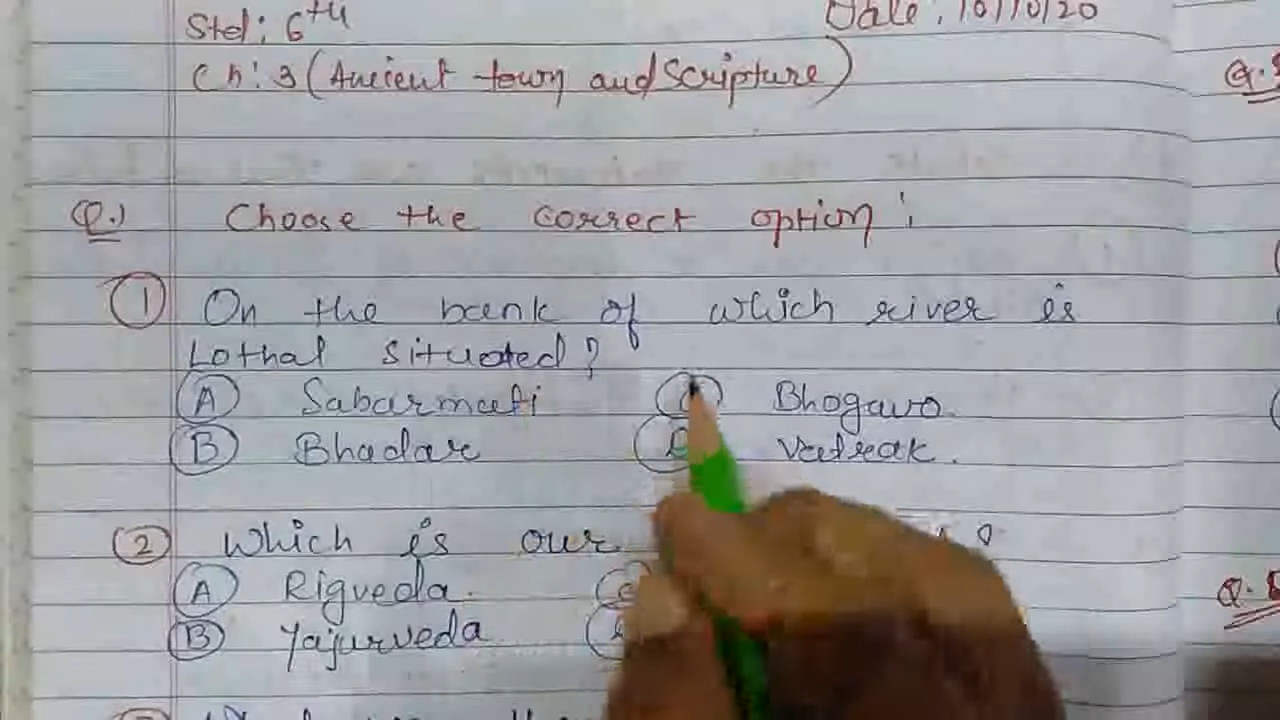 Std: 6th
Date: 10/10/20
Ch: 3 (Ancient town and Scripture)
Q.) Choose the correct option:
① On the bank of which river is
Lothal situated?
Ⓐ Sabarmati Ⓒ Bhogavo.
Ⓑ Bhadar Ⓓ Vatrak.
② Which is our ?
Ⓐ Rigveda. Ⓒ
Ⓑ Yajurveda